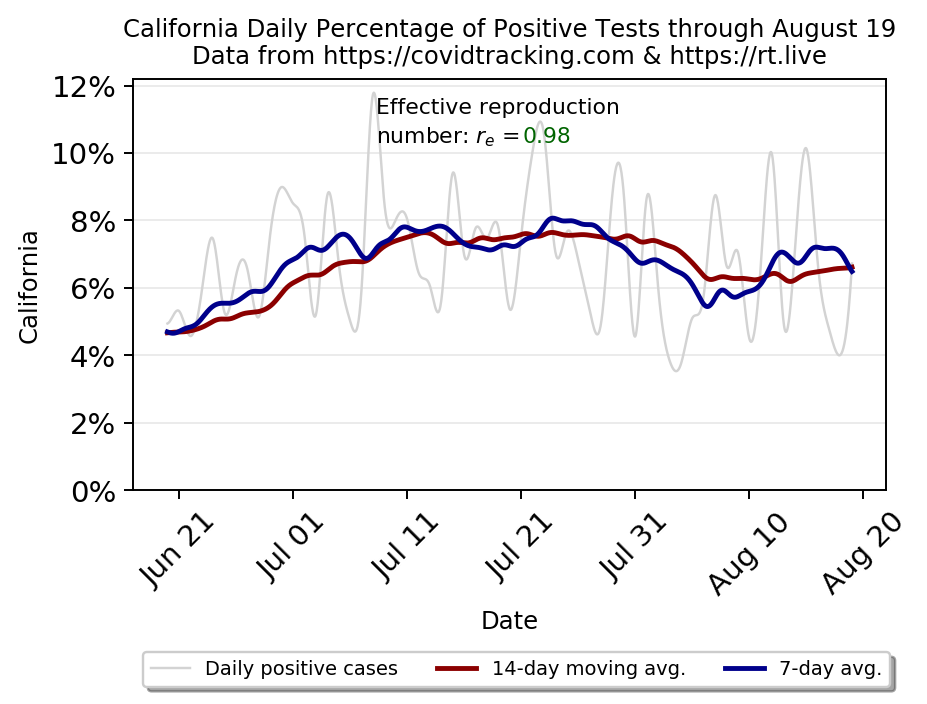 California Daily Percentage of Positive Tests through August 19
Data from https://covidtracking.com & https://rt.live
12%
10%
8%
6%
4%
2%
0%
California
Effective reproduction
number: rₑ = 0.98
Jun 21
Jul 01
Jul 11
Jul 21
Jul 31
Aug 10
Aug 20
Date
Daily positive cases
14-day moving avg.
7-day avg.